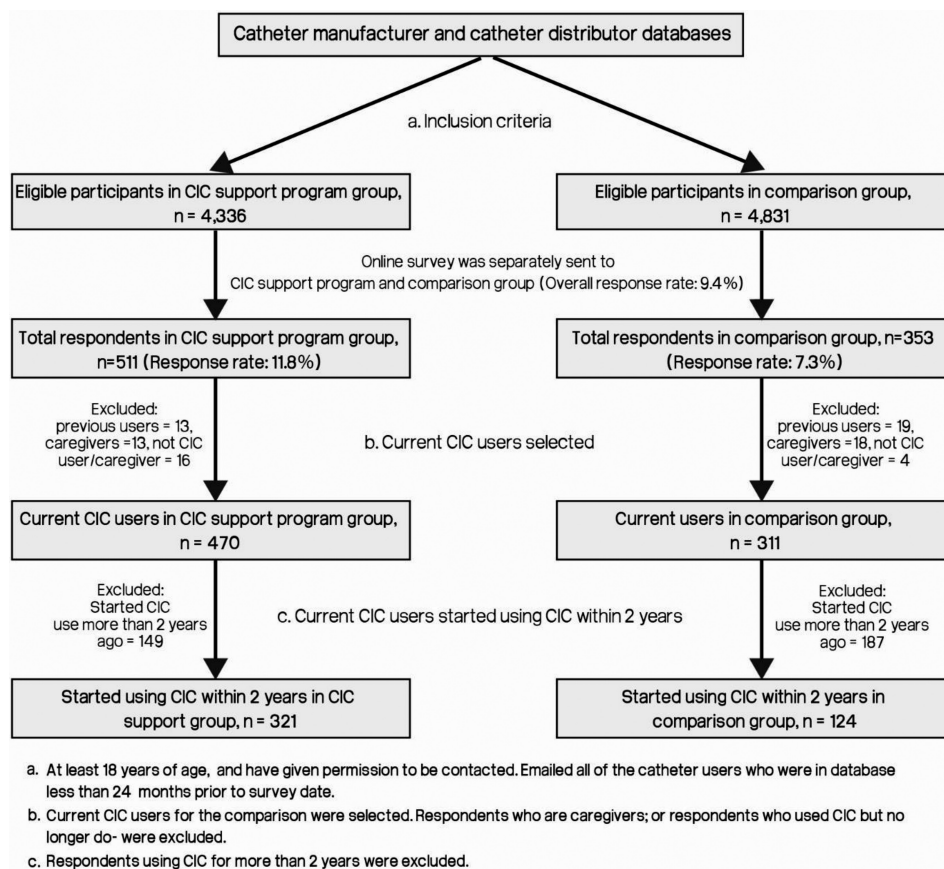 Catheter manufacturer and catheter distributor databases
a. Inclusion criteria
Eligible participants in CIC support program group,
n = 4,336
Eligible participants in comparison group,
n = 4,831
Online survey was separately sent to
CIC support program and comparison group (Overall response rate: 9.4%)
Total respondents in CIC support program group,
n=511 (Response rate: 11.8%)
Total respondents in comparison group, n=353
(Response rate: 7.3%)
Excluded:
previous users = 13,
caregivers =13, not CIC
user/caregiver = 16
b. Current CIC users selected
Excluded:
previous users = 19,
caregivers =18, not CIC
user/caregiver = 4
Current CIC users in CIC support program group,
n = 470
Current users in comparison group,
n = 311
Excluded:
Started CIC
use more than 2 years
ago = 149
c. Current CIC users started using CIC within 2 years
Excluded:
Started CIC
use more than 2 years
ago = 187
Started using CIC within 2 years in CIC
support group, n = 321
Started using CIC within 2 years in
comparison group, n = 124
a. At least 18 years of age, and have given permission to be contacted. Emailed all of the catheter users who were in database
less than 24 months prior to survey date.
b. Current CIC users for the comparison were selected. Respondents who are caregivers; or respondents who used CIC but no
longer do- were excluded.
c. Respondents using CIC for more than 2 years were excluded.